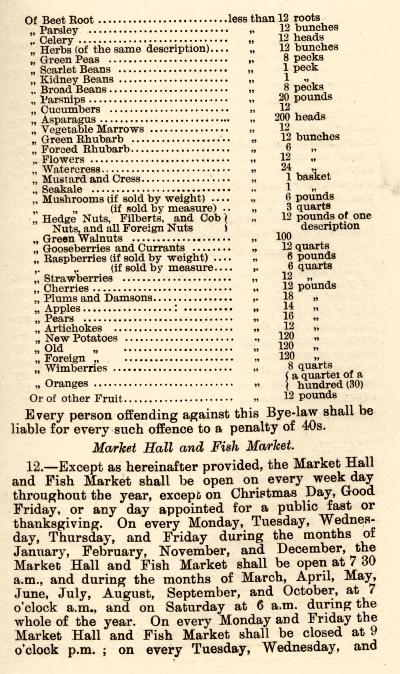 Of Beet Root ........................less than 12 roots
„ Parsley ........................ „ 12 bunches
„ Celery ........................ „ 12 heads
„ Herbs (of the same description).... „ 12 bunches
„ Green Peas ........................ „ 8 pecks
„ Scarlet Beans ........................ „ 1 peck
„ Kidney Beans ........................ „ 1 „
„ Broad Beans ........................ „ 8 pecks
„ Parsnips ........................ „ 20 pounds
„ Cucumbers ........................ „ 12
„ Asparagus ........................ „ 200 heads
„ Vegetable Marrows ........................ „ 12
„ Green Rhubarb ........................ „ 12 bunches
„ Forced Rhubarb........................ „ 6 „
„ Flowers ........................ „ 12 „
„ Watercress........................ „ 24 „
„ Mustard and Cress........................ „ 1 basket
„ Seakale ........................ „ 1 „
„ Mushrooms (if sold by weight) .... „ 6 pounds
„ „ (if sold by measure) .. „ 3 quarts
„ Hedge Nuts, Filberts, and Cob } „ 12 pounds of one
Nuts, and all Foreign Nuts } description
„ Green Walnuts ........................ „ 100
„ Gooseberries and Currants ........ „ 12 quarts
„ Raspberries (if sold by weight) .... „ 6 pounds
„ „ (if sold by measure.... „ 6 quarts
„ Strawberries ........................ „ 12 „
„ Cherries ........................ „ 12 pounds
„ Plums and Damsons................ „ 18 „
„ Apples ................ : ........ „ 14 „
„ Pears ........................ „ 16 „
„ Artichokes ........................ „ 12 „
„ New Potatoes ........................ „ 120 „
„ Old „ ........................ „ 120 „
„ Foreign „ ........................ „ 120 „
„ Wimberries ........................ „ 8 quarts
„ Oranges ........................ „ { a quarter of a
{ hundred (30)
Or of other Fruit........................ „ 12 pounds
Every person offending against this Bye-law shall be
liable for every such offence to a penalty of 40s.
Market Hall and Fish Market.
12.—Except as hereinafter provided, the Market Hall
and Fish Market shall be open on every week day
throughout the year, except on Christmas Day, Good
Friday, or any day appointed for a public fast or
thanksgiving. On every Monday, Tuesday, Wednes-
day, Thursday, and Friday during the months of
January, February, November, and December, the
Market Hall and Fish Market shall be open at 7 30
a.m., and during the months of March, April, May,
June, July, August, September, and October, at 7
o'clock a.m., and on Saturday at 6 a.m. during the
whole of the year. On every Monday and Friday the
Market Hall and Fish Market shall be closed at 9
o'clock p.m. ; on every Tuesday, Wednesday, and